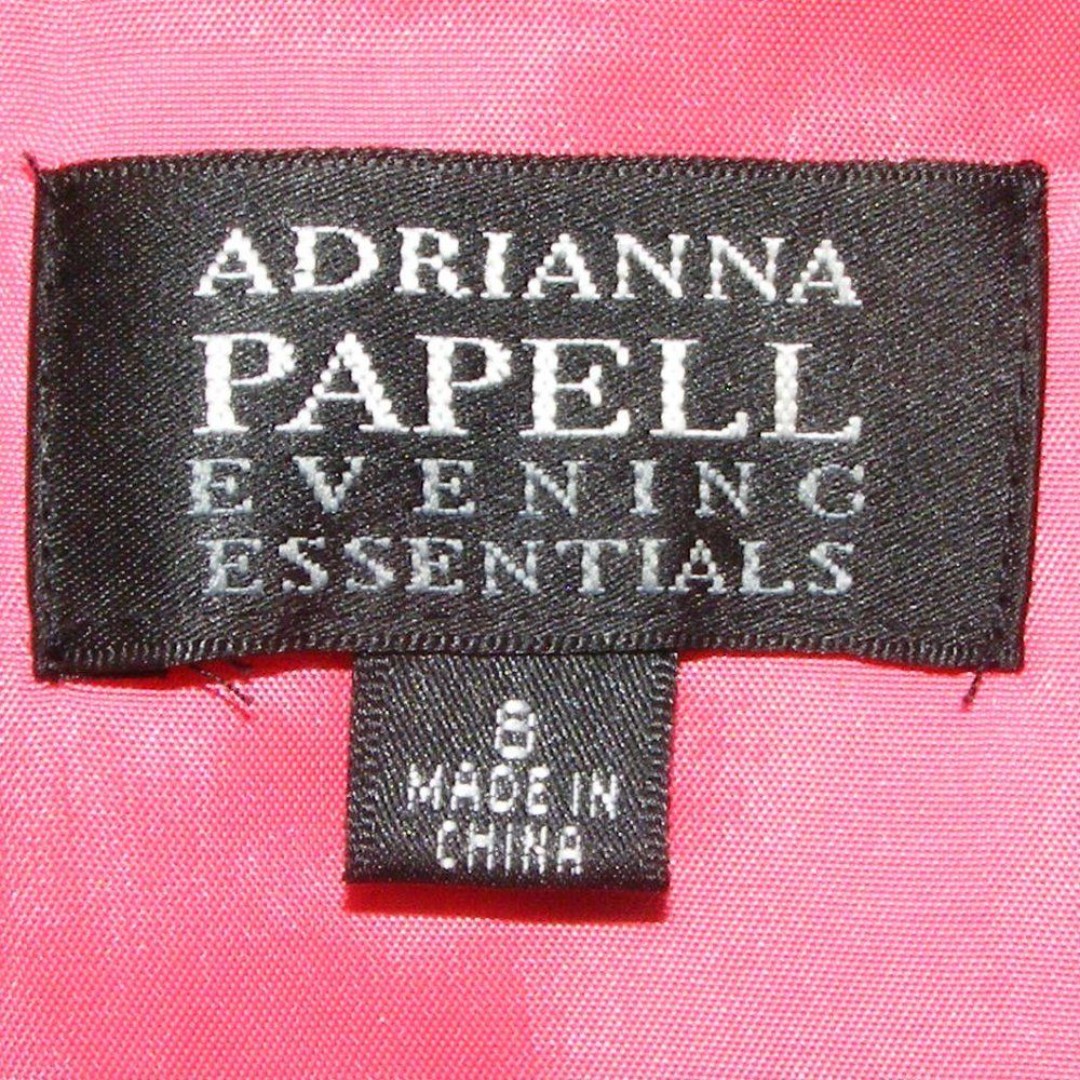 ADRIANNA
PAPELL
EVENING
ESSENTIALS
8
MADE IN
CHINA